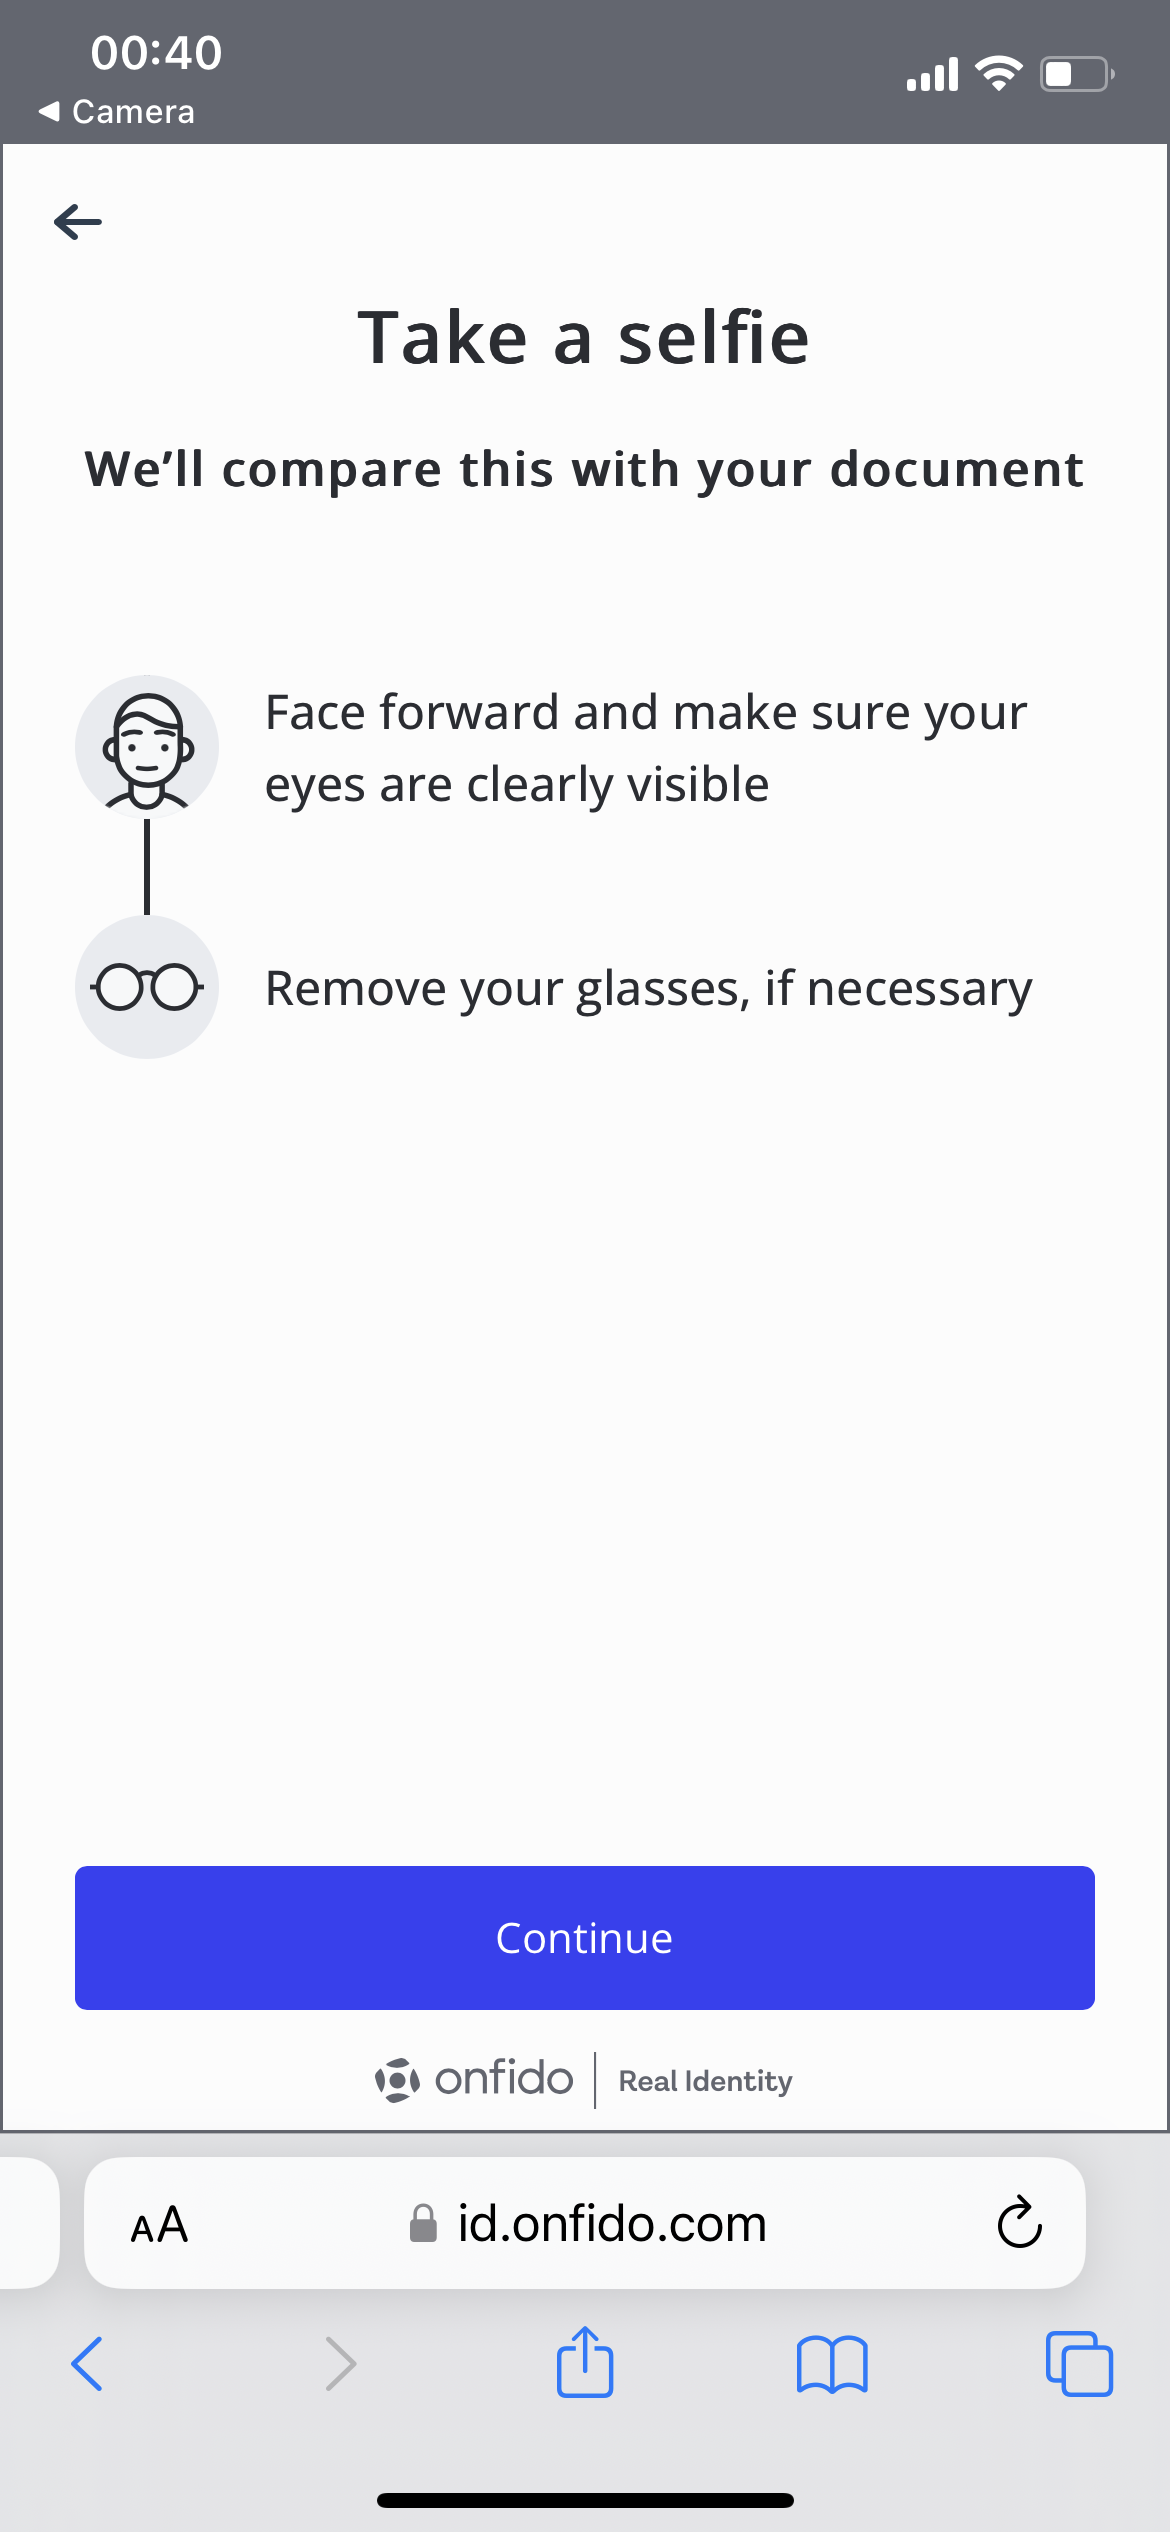 00:40
Camera
Take a selfie
We’ll compare this with your document
Face forward and make sure your
eyes are clearly visible
Remove your glasses, if necessary
Continue
onfido | Real Identity
AA id.onfido.com